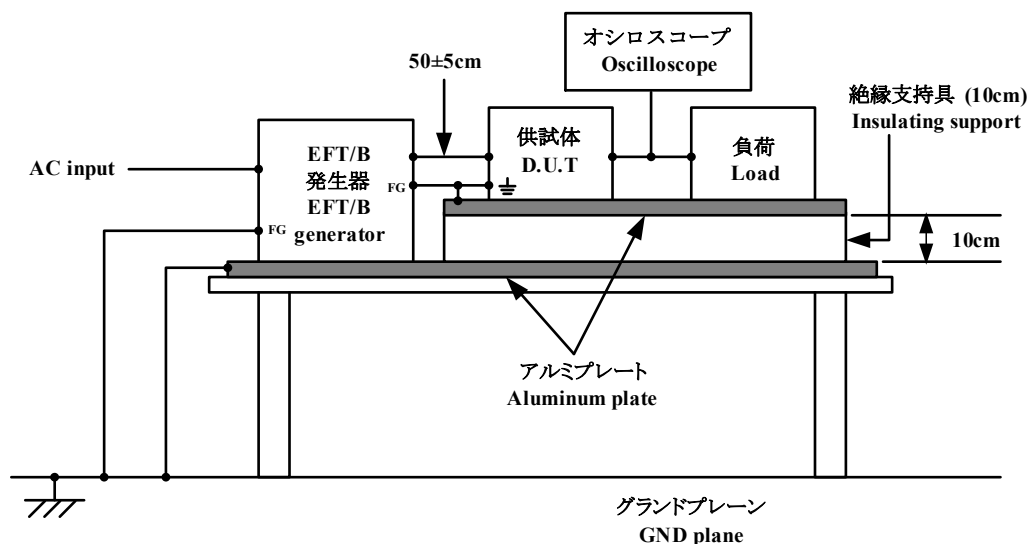 オシロスコープ
Oscilloscope
50±5cm
絶縁支持具 (10cm)
Insulating support
供試体
D.U.T
負荷
Load
EFT/B
発生器
EFT/B
generator
AC input
FG
FG
10cm
アルミプレート
Aluminum plate
グランドプレーン
GND plane